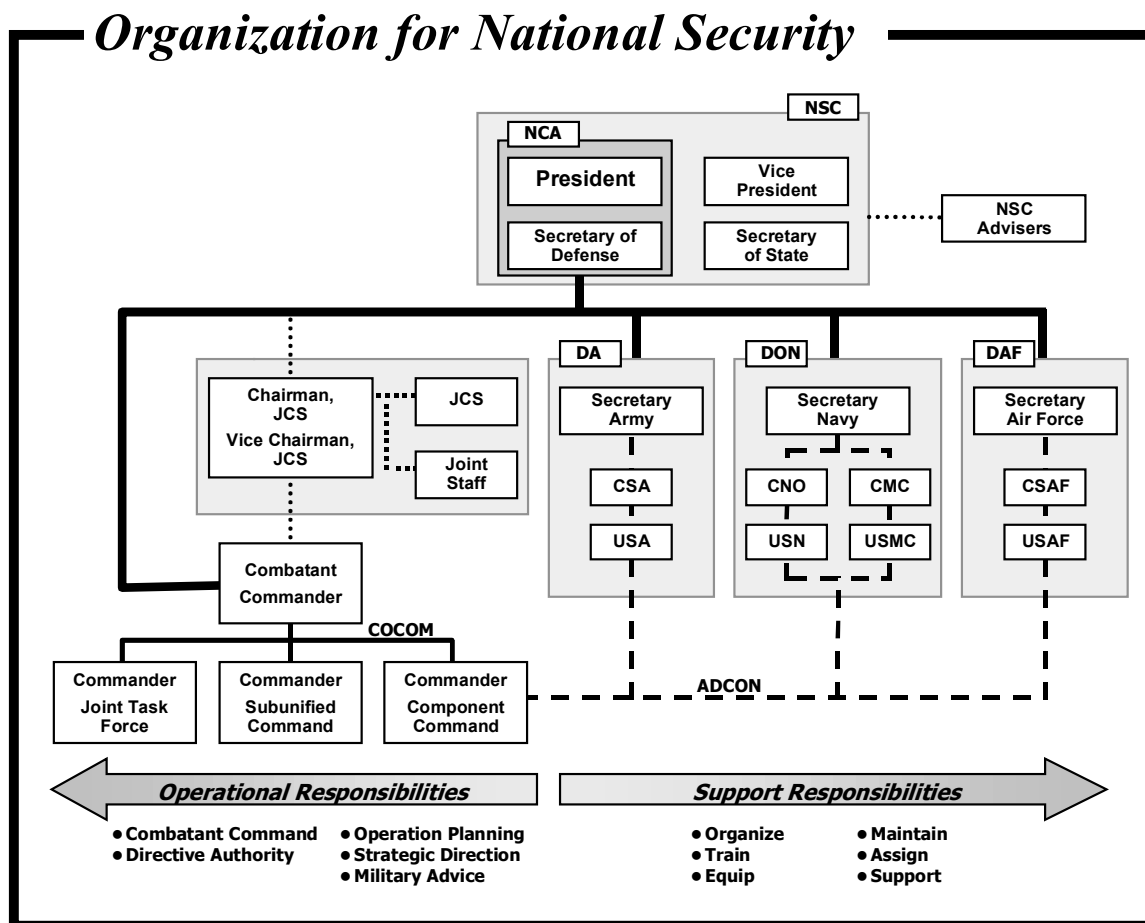 Organization for National Security
NSC
NCA
President
Vice
President
Secretary of
Defense
Secretary
of State
NSC
Advisers
DA
DON
DAF
Chairman,
JCS
Vice Chairman,
JCS
JCS
Joint
Staff
Secretary
Army
Secretary
Navy
Secretary
Air Force
CSA
CNO
CMC
CSAF
USA
USN
USMC
USAF
Combatant
Commander
COCOM
Commander
Joint Task
Force
Commander
Subunified
Command
Commander
Component
Command
ADCON
Operational Responsibilities
Support Responsibilities
• Combatant Command
• Directive Authority
• Operation Planning
• Strategic Direction
• Military Advice
• Organize
• Train
• Equip
• Maintain
• Assign
• Support